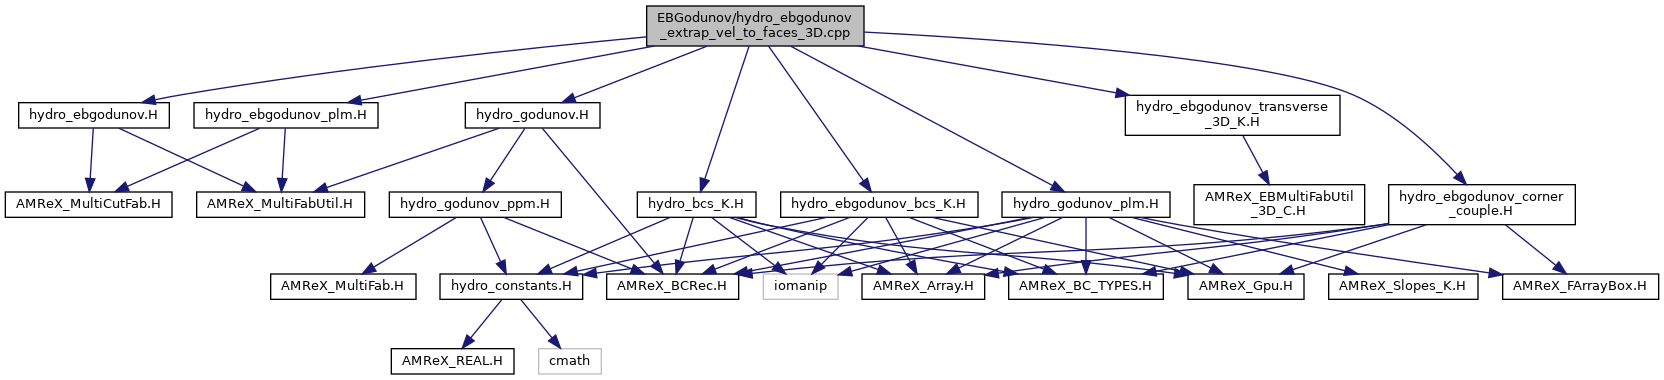 EBGodunov/hydro_ebgodunov
_extrap_vel_to_faces_3D.cpp
hydro_ebgodunov.H
hydro_ebgodunov_plm.H
hydro_godunov.H
hydro_ebgodunov_transverse
_3D_K.H
AMReX_MultiCutFab.H
AMReX_MultiFabUtil.H
hydro_godunov_ppm.H
hydro_bcs_K.H
hydro_ebgodunov_bcs_K.H
hydro_godunov_plm.H
AMReX_EBMultiFabUtil
_3D_C.H
hydro_ebgodunov_corner
_couple.H
AMReX_MultiFab.H
hydro_constants.H
AMReX_BCRec.H
iomanip
AMReX_Array.H
AMReX_BC_TYPES.H
AMReX_Gpu.H
AMReX_Slopes_K.H
AMReX_FArrayBox.H
AMReX_REAL.H
cmath